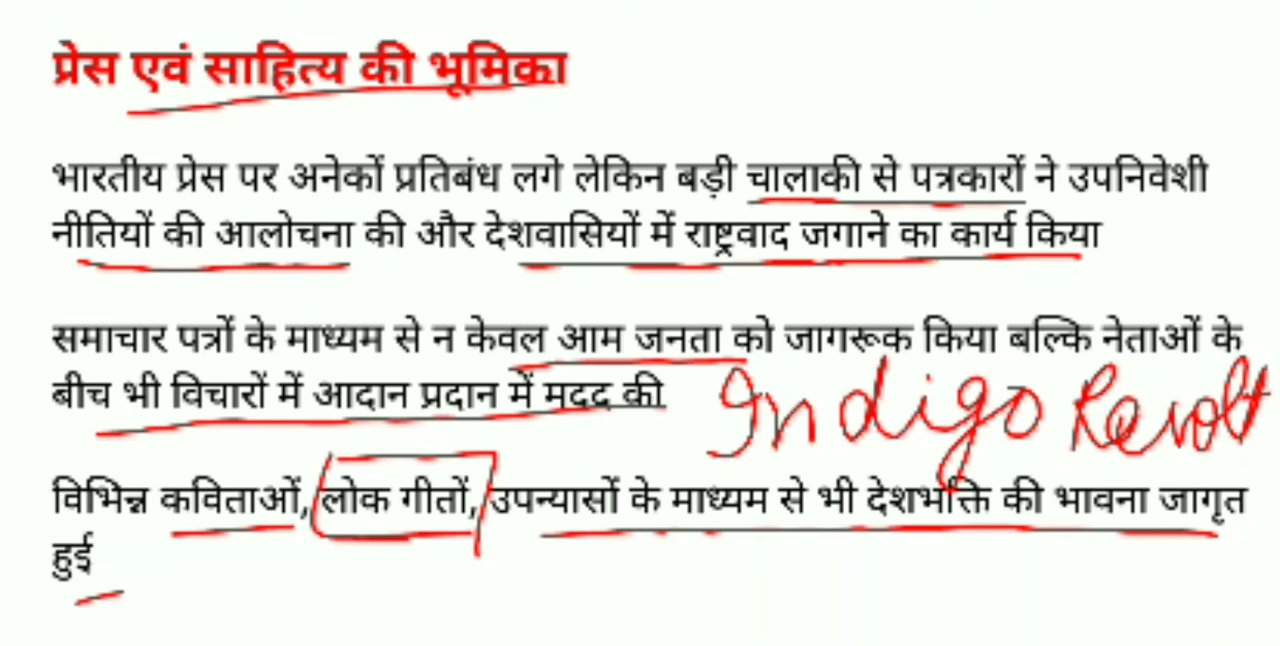 प्रेस एवं साहित्य की भूमिका
भारतीय प्रेस पर अनेकों प्रतिबंध लगे लेकिन बड़ी चालाकी से पत्रकारों ने उपनिवेशी
नीतियों की आलोचना की और देशवासियों में राष्ट्रवाद जगाने का कार्य किया
समाचार पत्रों के माध्यम से न केवल आम जनता को जागरूक किया बल्कि नेताओं के
बीच भी विचारों में आदान प्रदान में मदद की
Indigo Revolt
विभिन्न कविताओं, लोक गीतों, उपन्यासों के माध्यम से भी देशभक्ति की भावना जागृत
हुई